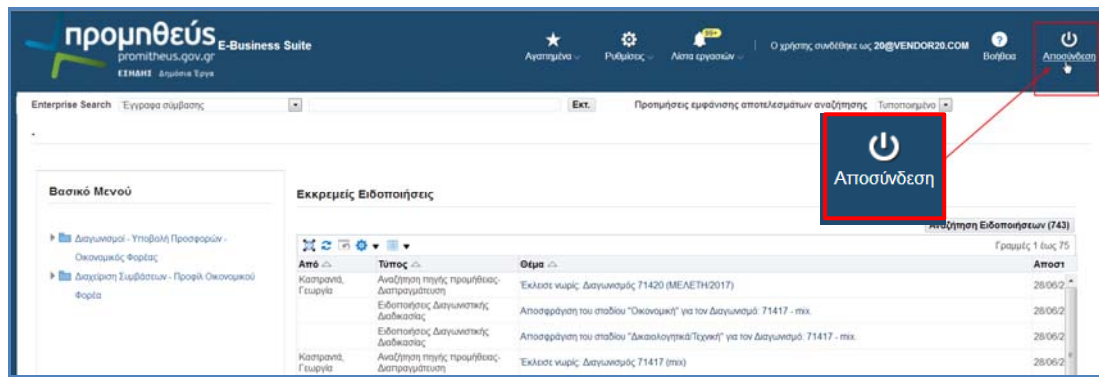 προμηθεύς E-Business Suite
promitheus.gov.gr
ΕΣΗΔΗΣ Δημόσια Έργα
Αγαπημένα
Ρυθμίσεις
99+
Λίστα εργασιών
Ο χρήστης συνδέθηκε ως 20@VENDOR20.COM
Βοήθεια
Αποσύνδεση
Enterprise Search Έγγραφα σύμβασης Εκτ. Προτιμήσεις εμφάνισης αποτελεσμάτων αναζήτησης Τυποποιημένο
-
Αποσύνδεση
Βασικό Μενού
Διαγωνισμοί - Υποβολή Προσφορών -
Οικονομικός Φορέας
Διαχείριση Συμβάσεων - Προφίλ Οικονομικού
Φορέα
Εκκρεμείς Ειδοποιήσεις
Αναζήτηση Ειδοποιήσεων (743)
Γραμμές 1 έως 75
Από Τύπος Θέμα Αποστ
Καστραντά, Αναζήτηση πηγής προμήθειας-
Γεωργία Διαπραγμάτευση Έκλεισε νωρίς: Διαγωνισμός 71420 (ΜΕΛΕΤΗ/2017) 28/06/2
Ειδοποιήσεις Διαγωνιστικής
Διαδικασίας Αποσφράγιση του σταδίου "Οικονομική" για τον Διαγωνισμό: 71417 - mix. 28/06/2
Ειδοποιήσεις Διαγωνιστικής
Διαδικασίας Αποσφράγιση του σταδίου "Δικαιολογητικά/Τεχνική" για τον Διαγωνισμό: 71417 - mix. 28/06/2
Καστραντά, Αναζήτηση πηγής προμήθειας-
Γεωργία Διαπραγμάτευση Έκλεισε νωρίς: Διαγωνισμός 71417 (mix) 28/06/2